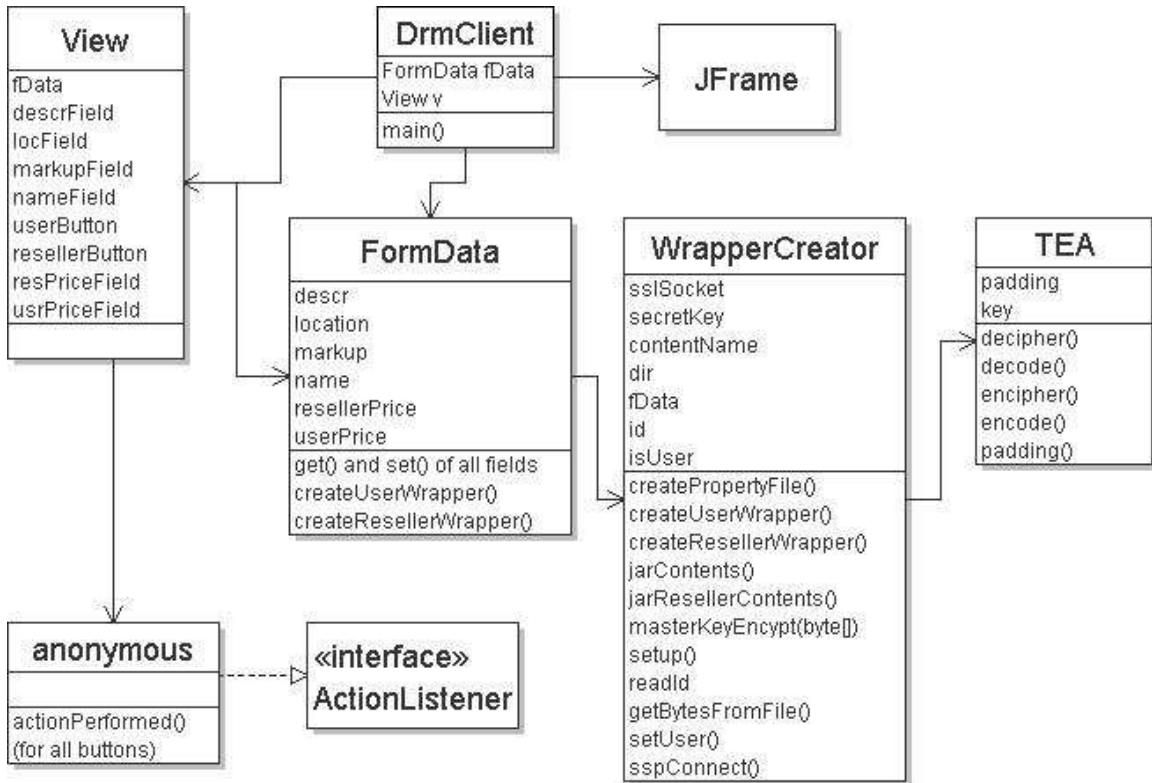 View
fData
descrField
locField
markupField
nameField
userButton
resellerButton
resPriceField
usrPriceField
DrmClient
FormData fData
View v
main()
JFrame
FormData
descr
location
markup
name
resellerPrice
userPrice
get() and set() of all fields
createUserWrapper()
createResellerWrapper()
WrapperCreator
sslSocket
secretKey
contentName
dir
fData
id
isUser
createPropertyFile()
createUserWrapper()
createResellerWrapper()
jarContents()
jarResellerContents()
masterKeyEncypt(byte[])
setup()
readId
getBytesFromFile()
setUser()
sspConnect()
TEA
padding
key
decipher()
decode()
encipher()
encode()
padding()
anonymous
actionPerformed()
(for all buttons)
«interface»
ActionListener